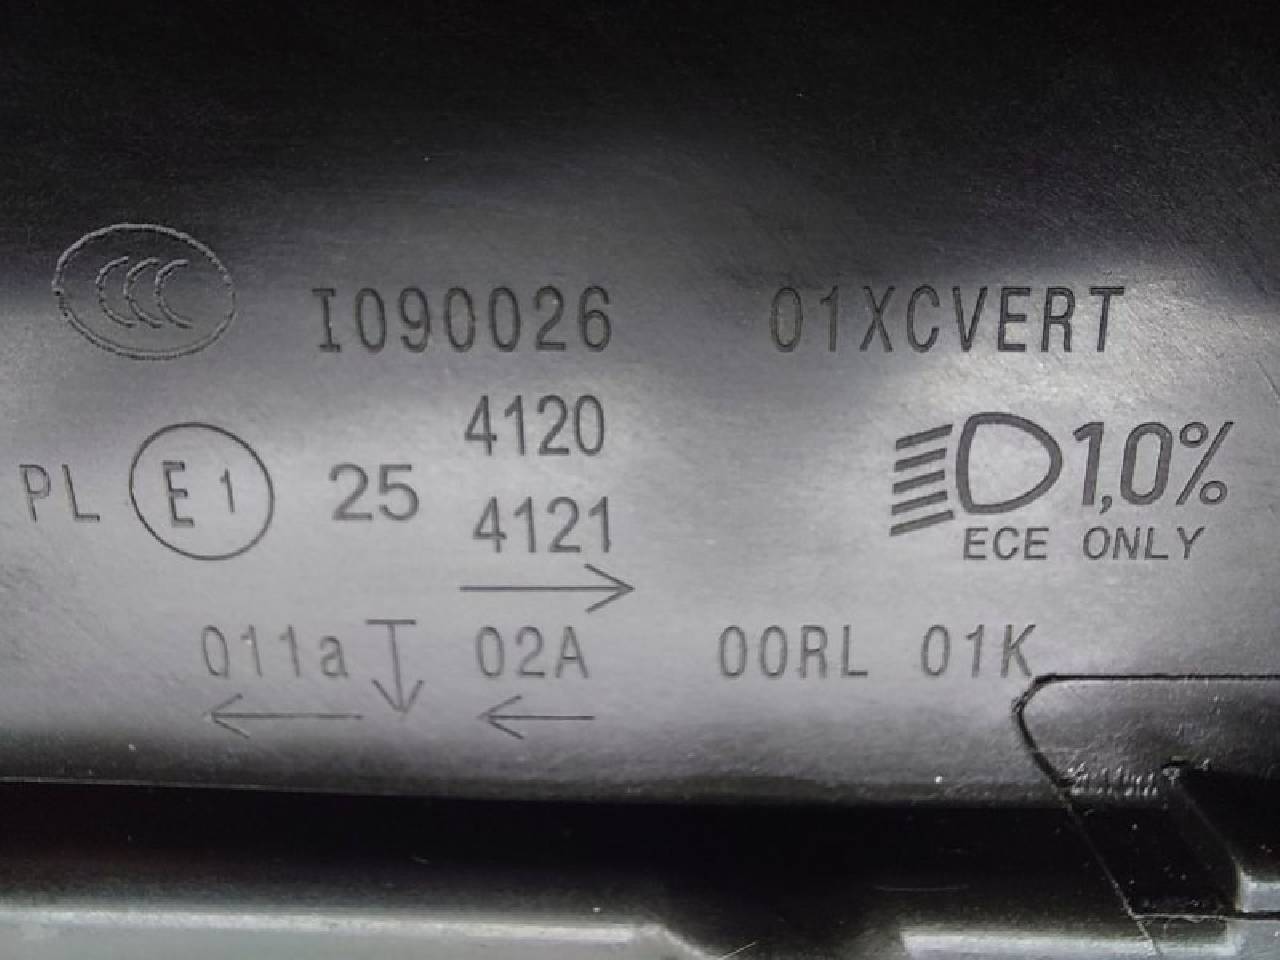 CCC I090026 01XCVERT
4120
PL E1 25 1,0%
4121
ECE ONLY
011a 02A 00RL 01K